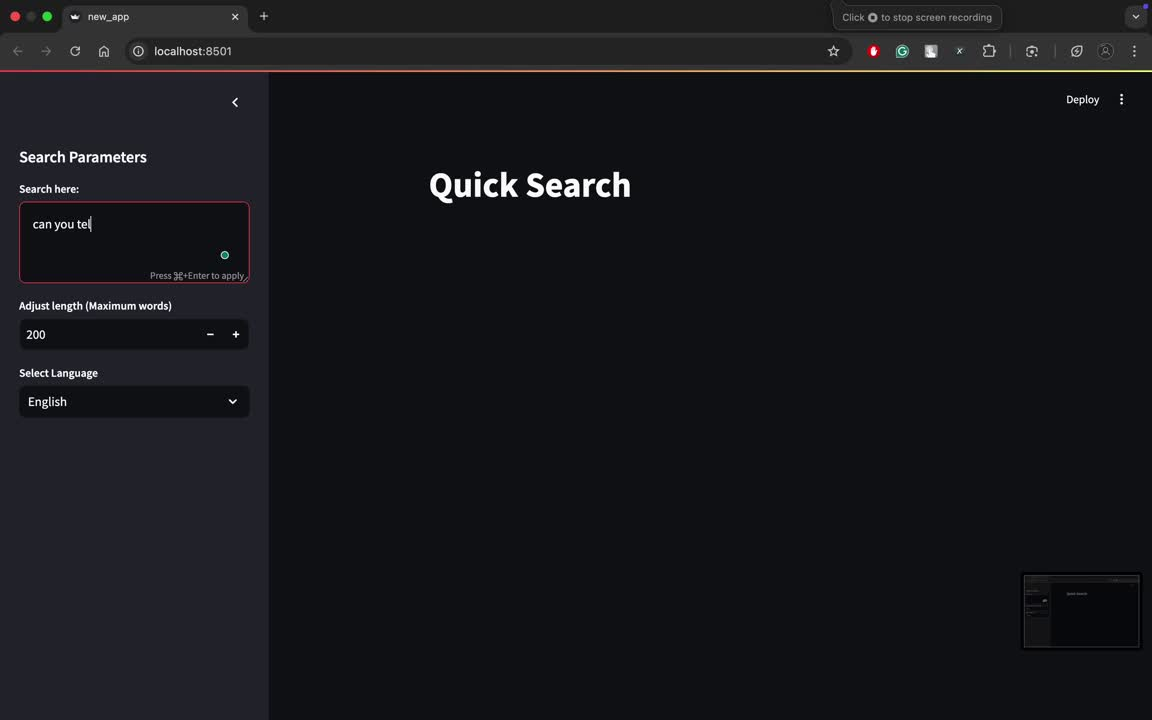 new_app
Click to stop screen recording
localhost:8501
Deploy
Search Parameters
Quick Search
Search here:
can you tel
Press ⌘+Enter to apply
Adjust length (Maximum words)
200
Select Language
English